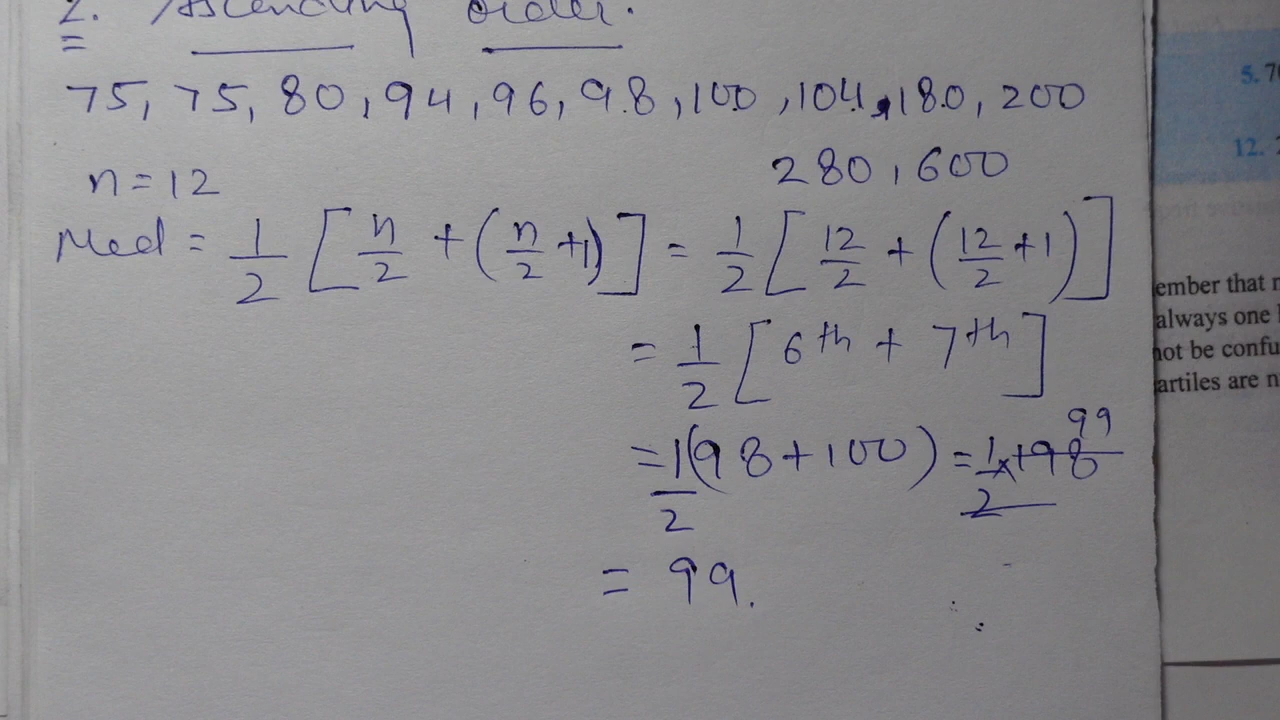 2. Ascending order.
75, 75, 80, 94, 96, 98, 100, 104, 180, 200
280, 600
n = 12
Med = 1/2 [n/2 + (n/2 + 1)] = 1/2 [12/2 + (12/2 + 1)]
= 1/2 [6th + 7th]
= 1/2 (98 + 100) = 1/2 × 198 99
= 99.
5. 70
12.
ember that
always one
not be confu
artiles are n